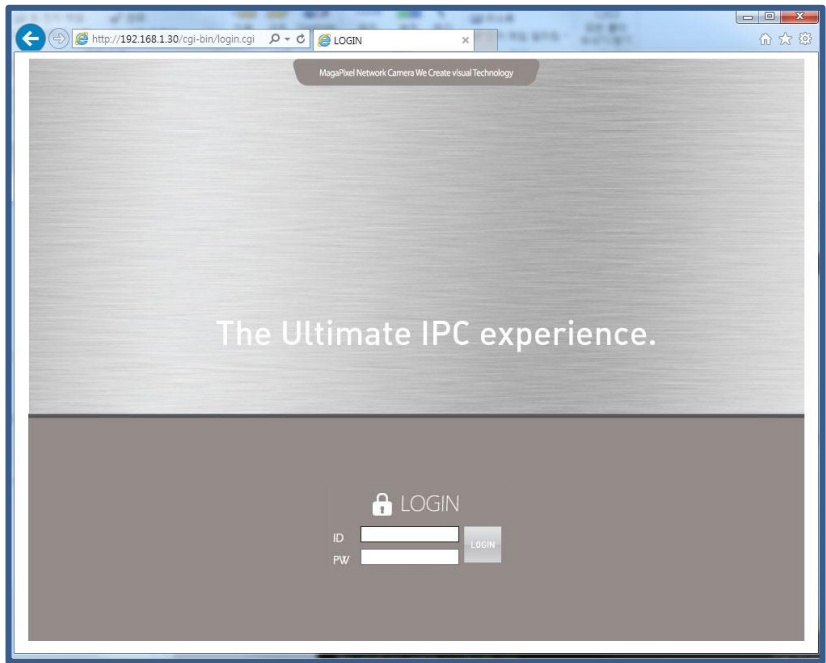 http://192.168.1.30/cgi-bin/login.cgi
LOGIN
MagaPixel Network Camera We Create visual Technology
The Ultimate IPC experience.
LOGIN
ID
LOGIN
PW